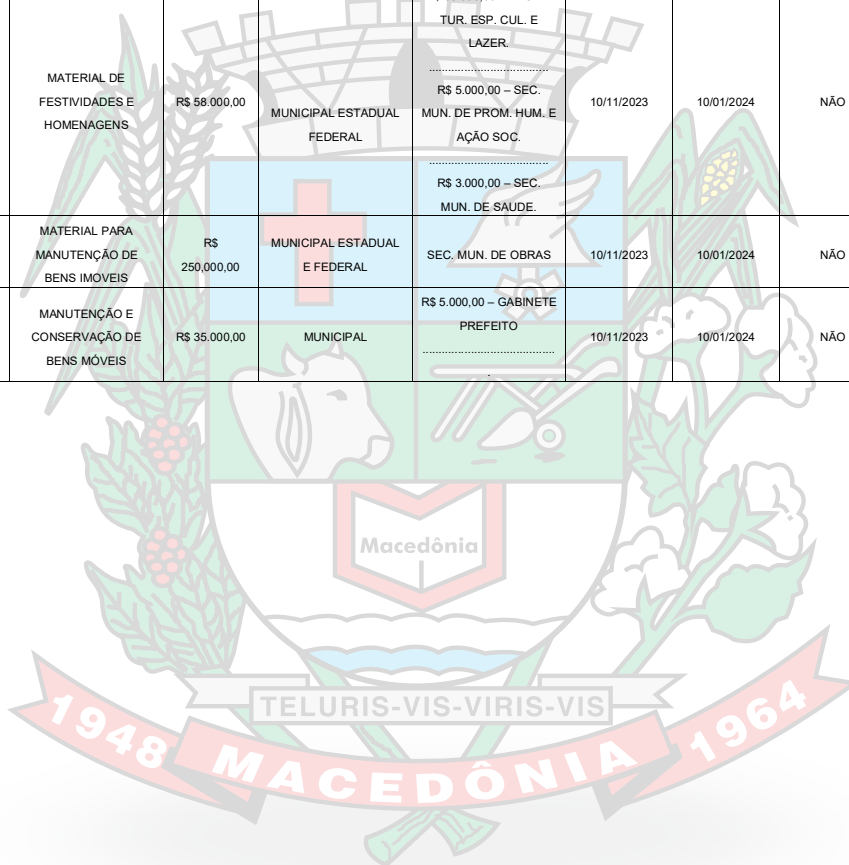 TUR. ESP. CUL. E
LAZER.
......................................
MATERIAL DE
FESTIVIDADES E
HOMENAGENS
R$ 58.000,00
MUNICIPAL ESTADUAL
FEDERAL
R$ 5.000,00 – SEC.
MUN. DE PROM. HUM. E
AÇÃO SOC.
......................................
R$ 3.000,00 – SEC.
MUN. DE SAUDE.
10/11/2023
10/01/2024
NÃO
MATERIAL PARA
MANUTENÇÃO DE
BENS IMOVEIS
R$
250,000,00
MUNICIPAL ESTADUAL
E FEDERAL
SEC. MUN. DE OBRAS
10/11/2023
10/01/2024
NÃO
MANUTENÇÃO E
CONSERVAÇÃO DE
BENS MÓVEIS
R$ 35.000,00
MUNICIPAL
R$ 5.000,00 – GABINETE
PREFEITO
..........................................
.
10/11/2023
10/01/2024
NÃO
Macedônia
TELURIS-VIS-VIRIS-VIS
1948 MACEDÔNIA 1964